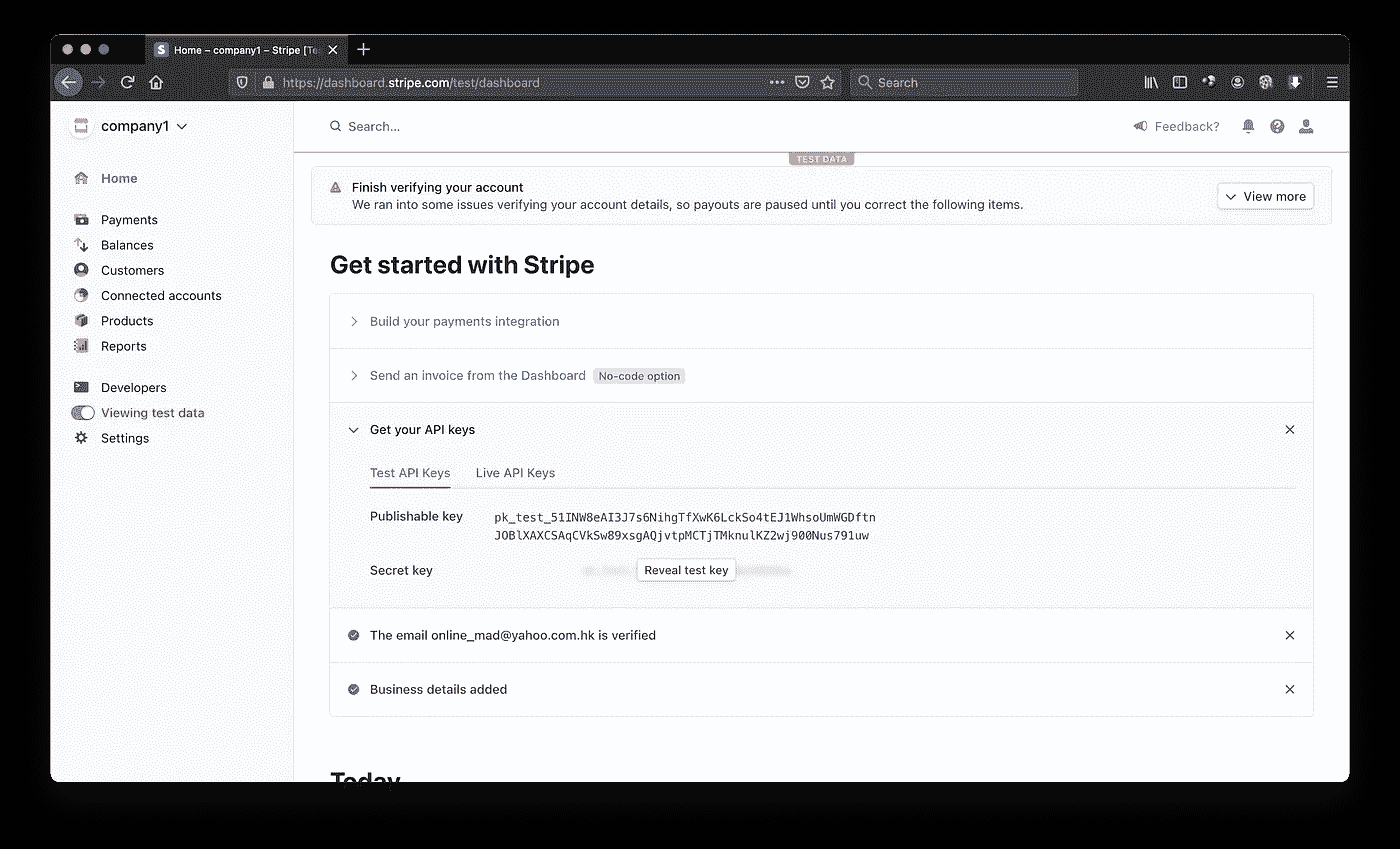 Home – company1 – Stripe [Te
https://dashboard.stripe.com/test/dashboard
Search
company1
Search...
Feedback?
TEST DATA
Home
Payments
Balances
Customers
Connected accounts
Products
Reports
Developers
Viewing test data
Settings
Finish verifying your account
We ran into some issues verifying your account details, so payouts are paused until you correct the following items.
View more
Get started with Stripe
Build your payments integration
Send an invoice from the Dashboard No-code option
Get your API keys
Test API Keys Live API Keys
Publishable key pk_test_51INW8eAI3J7s6NihgTfXwK6LckSo4tEJ1WhsoUmWGDftn
JOBlXAXCSAqCVkSw89xsgAQjvtpMCTjTMknulKZ2wj900Nus791uw
Secret key Reveal test key
The email online_mad@yahoo.com.hk is verified
Business details added
Today